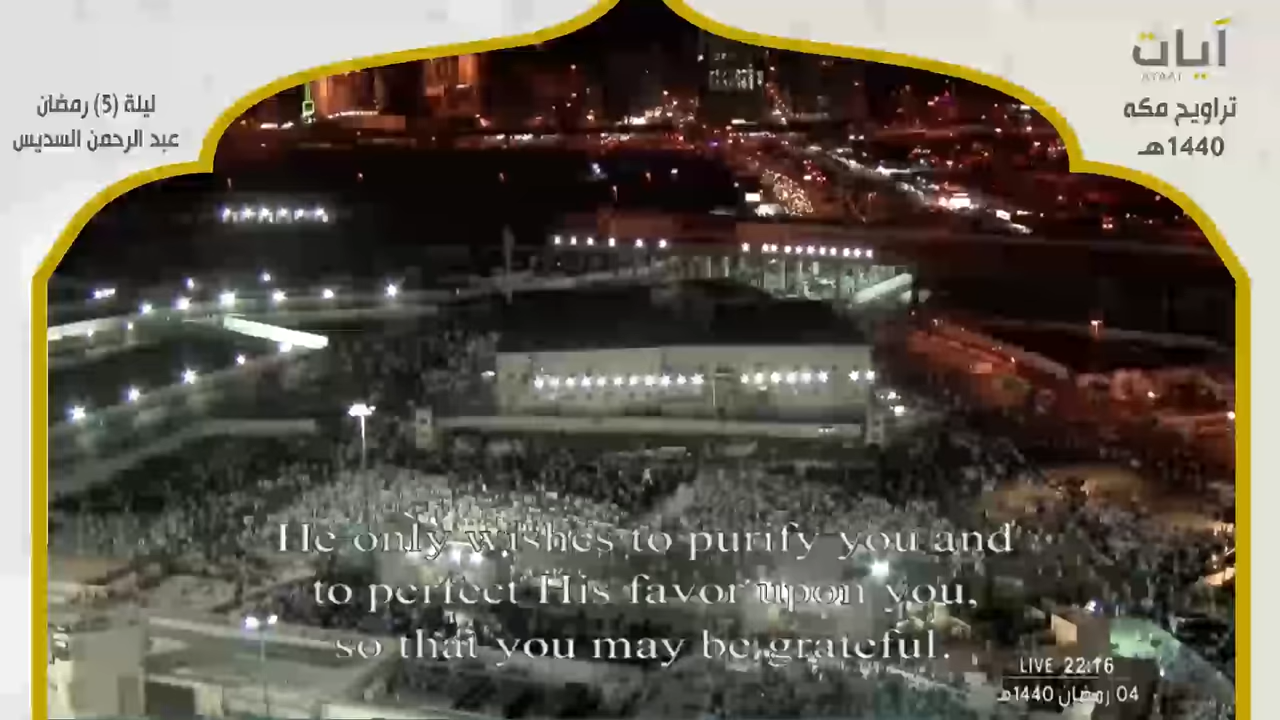 آيات
AYAAT
تراويح مكه
1440هـ
ليلة (5) رمضان
عبد الرحمن السديس
He only wishes to purify you and
to perfect His favor upon you,
so that you may be grateful.
LIVE 22:16
04 رمضان 1440هـ